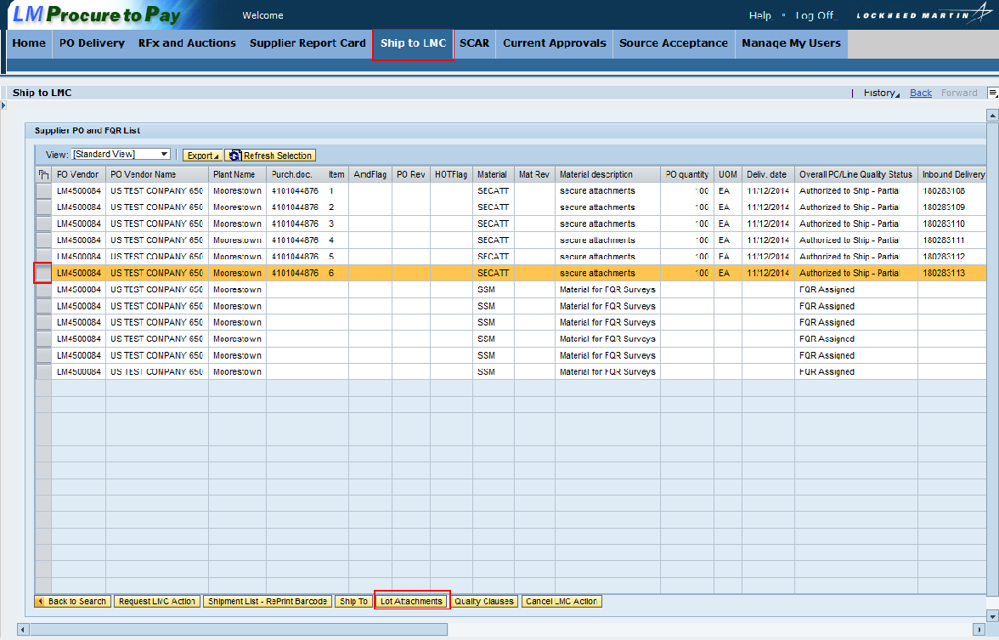 LM Procure to Pay Welcome Help Log Off LOCKHEED MARTIN
Home PO Delivery RFx and Auctions Supplier Report Card Ship to LMC SCAR Current Approvals Source Acceptance Manage My Users
Ship to LMC | History Back Forward
Supplier PO and FQR List
View: [Standard View] Export Refresh Selection
PO Vendor PO Vendor Name Plant Name Purch.doc. Item AmdFlag PO Rev HOTFlag Material Mat Rev Material description PO quantity UOM Deliv. date Overall PO/Line Quality Status Inbound Delivery
LM4500084 US TEST COMPANY 650 Moorestown 4101044876 1 SECATT secure attachments 100 EA 11/12/2014 Authorized to Ship - Partial 180283108
LM4500084 US TEST COMPANY 650 Moorestown 4101044876 2 SECATT secure attachments 100 EA 11/12/2014 Authorized to Ship - Partial 180283109
LM4500084 US TEST COMPANY 650 Moorestown 4101044876 3 SECATT secure attachments 100 EA 11/12/2014 Authorized to Ship - Partial 180283110
LM4500084 US TEST COMPANY 650 Moorestown 4101044876 4 SECATT secure attachments 100 EA 11/12/2014 Authorized to Ship - Partial 180283111
LM4500084 US TEST COMPANY 650 Moorestown 4101044876 5 SECATT secure attachments 100 EA 11/12/2014 Authorized to Ship - Partial 180283112
LM4500084 US TEST COMPANY 650 Moorestown 4101044876 6 SECATT secure attachments 100 EA 11/12/2014 Authorized to Ship - Partial 180283113
LM4500084 US TEST COMPANY 650 Moorestown SSM Material for FQR Surveys FQR Assigned
LM4500084 US TEST COMPANY 650 Moorestown SSM Material for FQR Surveys FQR Assigned
LM4500084 US TEST COMPANY 650 Moorestown SSM Material for FQR Surveys FQR Assigned
LM4500084 US TEST COMPANY 650 Moorestown SSM Material for FQR Surveys FQR Assigned
LM4500084 US TEST COMPANY 650 Moorestown SSM Material for FQR Surveys FQR Assigned
LM4500084 US TEST COMPANY 650 Moorestown SSM Material for FQR Surveys FQR Assigned
Back to Search Request LMC Action Shipment List - RePrint Barcode Ship To Lot Attachments Quality Clauses Cancel LMC Action